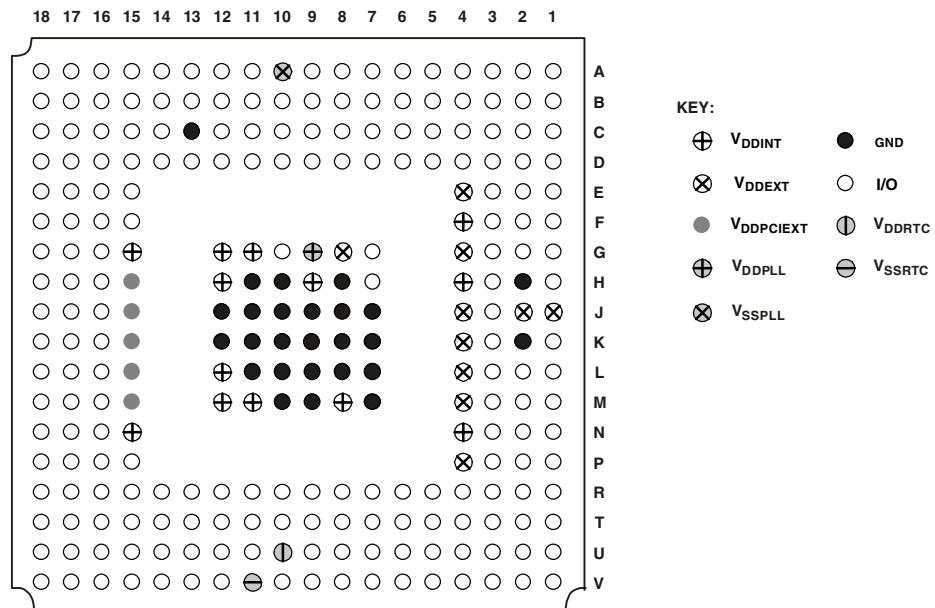 18 17 16 15 14 13 12 11 10 9 8 7 6 5 4 3 2 1
A
B
C
D
E
F
G
H
J
K
L
M
N
P
R
T
U
V
KEY:
VDDINT GND
VDDEXT I/O
VDDPCIEXT VDDRTC
VDDPLL VSSRTC
VSSPLL